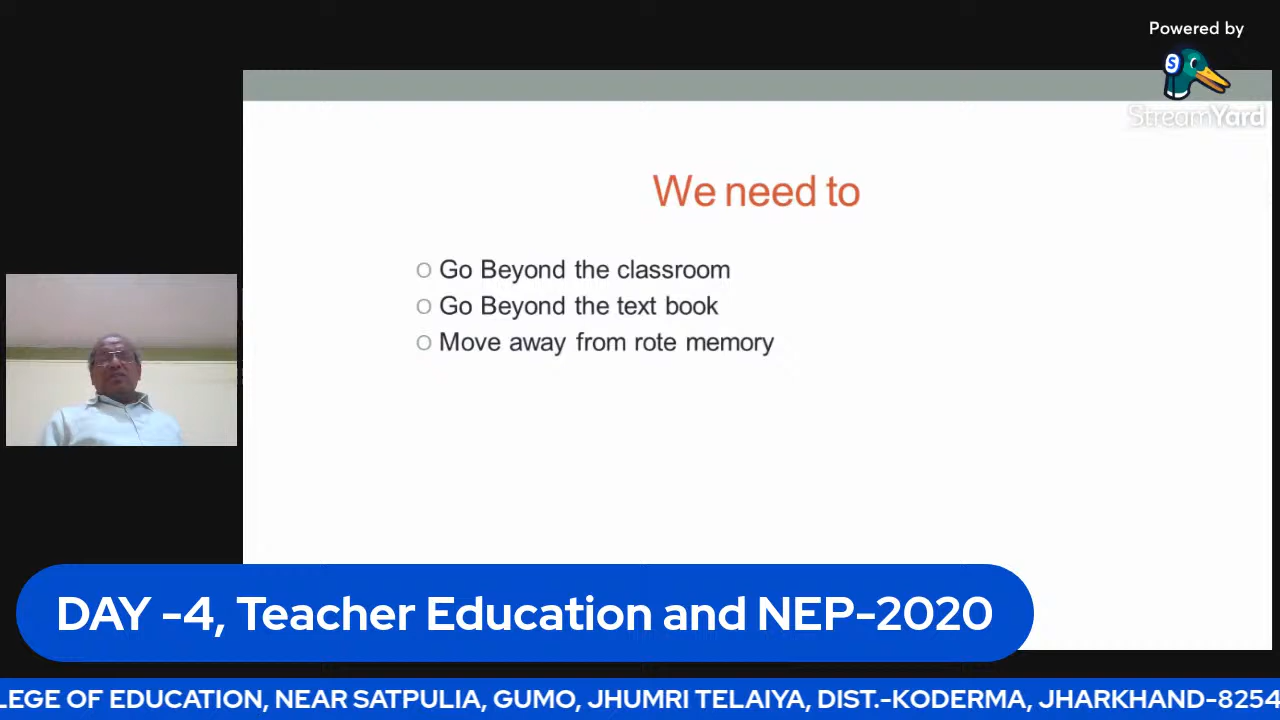 Powered by
S
StreamYard
We need to
O Go Beyond the classroom
O Go Beyond the text book
O Move away from rote memory
DAY -4, Teacher Education and NEP-2020
LEGE OF EDUCATION, NEAR SATPULIA, GUMO, JHUMRI TELAIYA, DIST.-KODERMA, JHARKHAND-8254